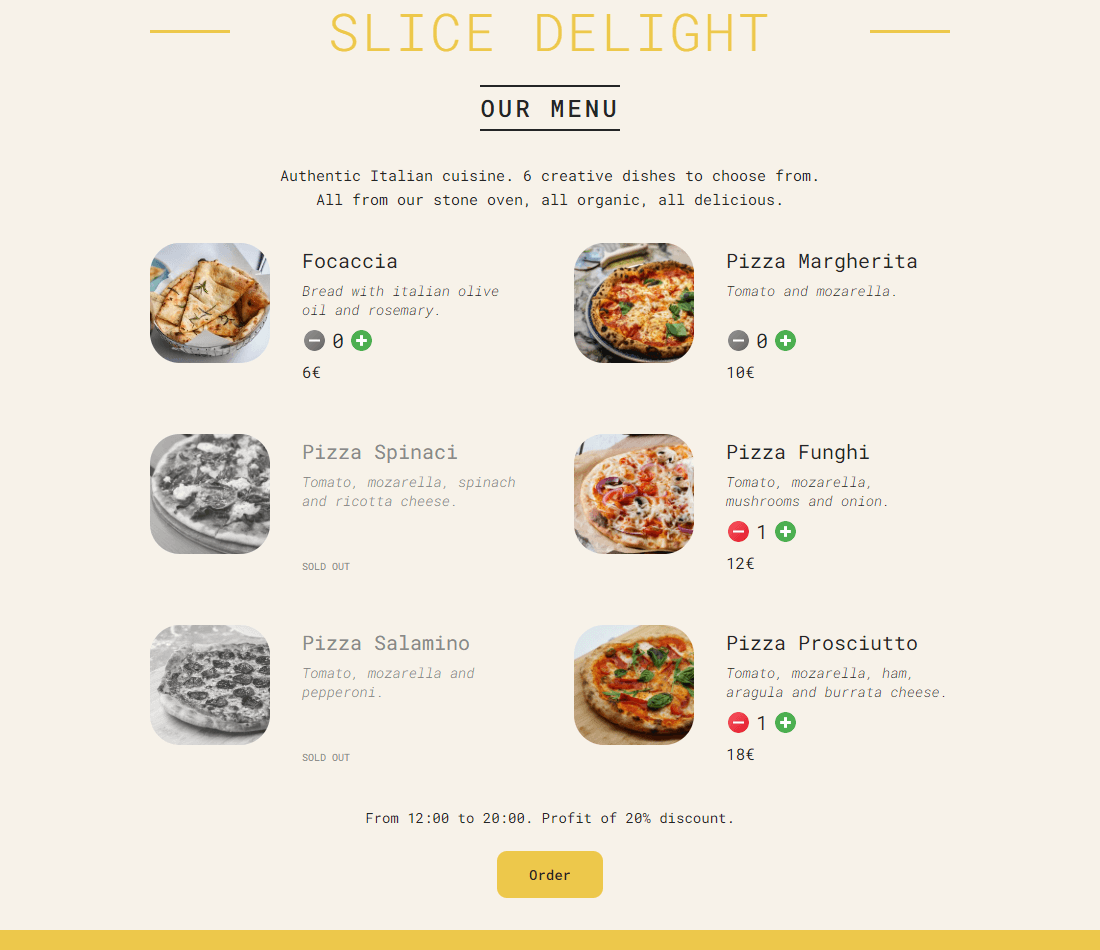 SLICE DELIGHT
OUR MENU
Authentic Italian cuisine. 6 creative dishes to choose from.
All from our stone oven, all organic, all delicious.
Focaccia
Bread with italian olive
oil and rosemary.
0
6€
Pizza Margherita
Tomato and mozarella.
0
10€
Pizza Spinaci
Tomato, mozarella, spinach
and ricotta cheese.
SOLD OUT
Pizza Funghi
Tomato, mozarella,
mushrooms and onion.
1
12€
Pizza Salamino
Tomato, mozarella and
pepperoni.
SOLD OUT
Pizza Prosciutto
Tomato, mozarella, ham,
aragula and burrata cheese.
1
18€
From 12:00 to 20:00. Profit of 20% discount.
Order